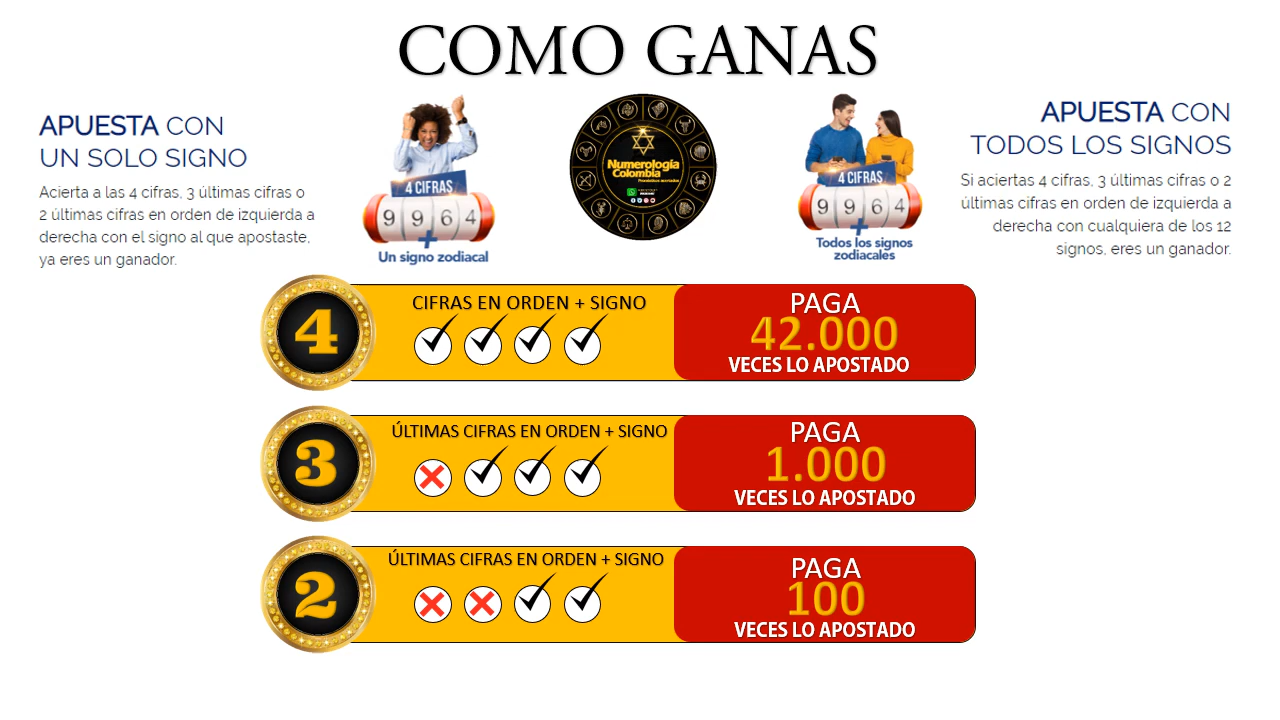 COMO GANAS
APUESTA CON
UN SOLO SIGNO
Acierta a las 4 cifras, 3 últimas cifras o
2 últimas cifras en orden de izquierda a
derecha con el signo al que apostaste,
ya eres un ganador.
4 CIFRAS
9 9 6 4
+
Un signo zodiacal
Numerología
Colombia
4 CIFRAS
9 9 6 4
+
Todos los signos
zodiacales
APUESTA CON
TODOS LOS SIGNOS
Si aciertas 4 cifras, 3 últimas cifras o 2
últimas cifras en orden de izquierda a
derecha con cualquiera de los 12
signos, eres un ganador.
4
CIFRAS EN ORDEN + SIGNO
PAGA
42.000
VECES LO APOSTADO
3
ÚLTIMAS CIFRAS EN ORDEN + SIGNO
PAGA
1.000
VECES LO APOSTADO
2
ÚLTIMAS CIFRAS EN ORDEN + SIGNO
PAGA
100
VECES LO APOSTADO